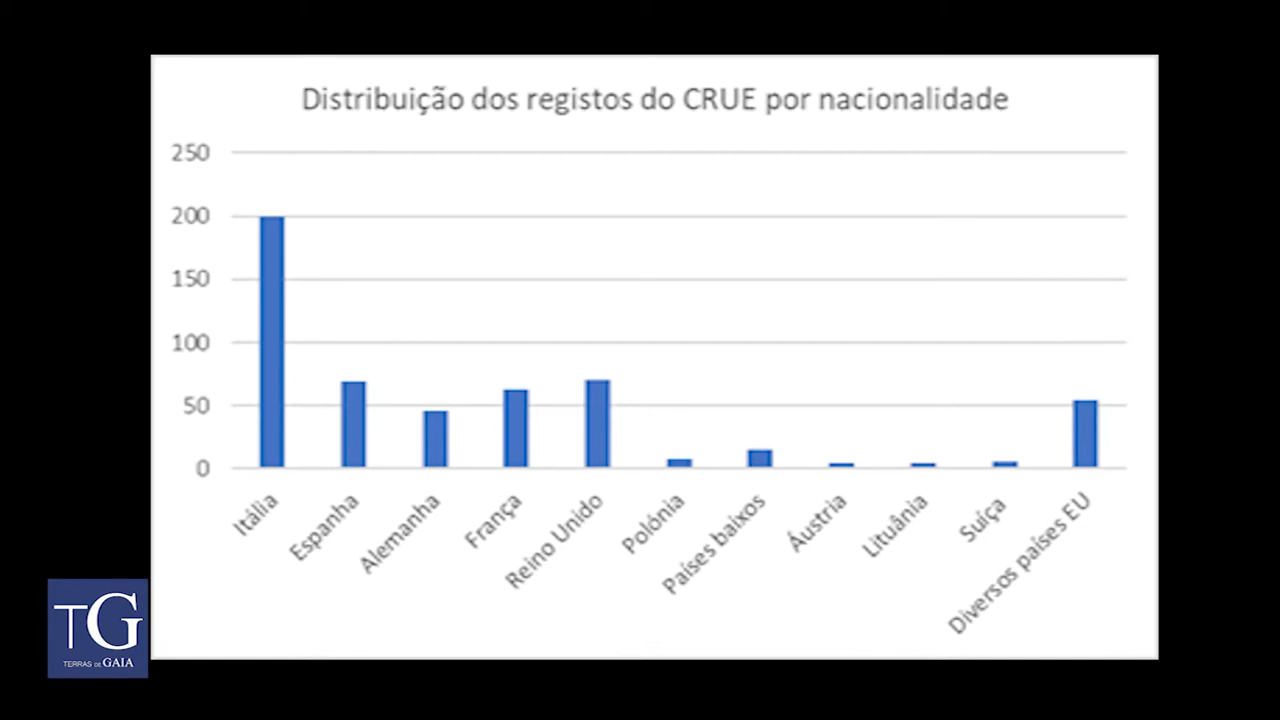 Distribuição dos registos do CRUE por nacionalidade
250
200
150
100
50
0
Itália
Espanha
Alemanha
França
Reino Unido
Polónia
Países baixos
Áustria
Lituânia
Suíça
Diversos países EU
TG
TERRAS DE GAIA